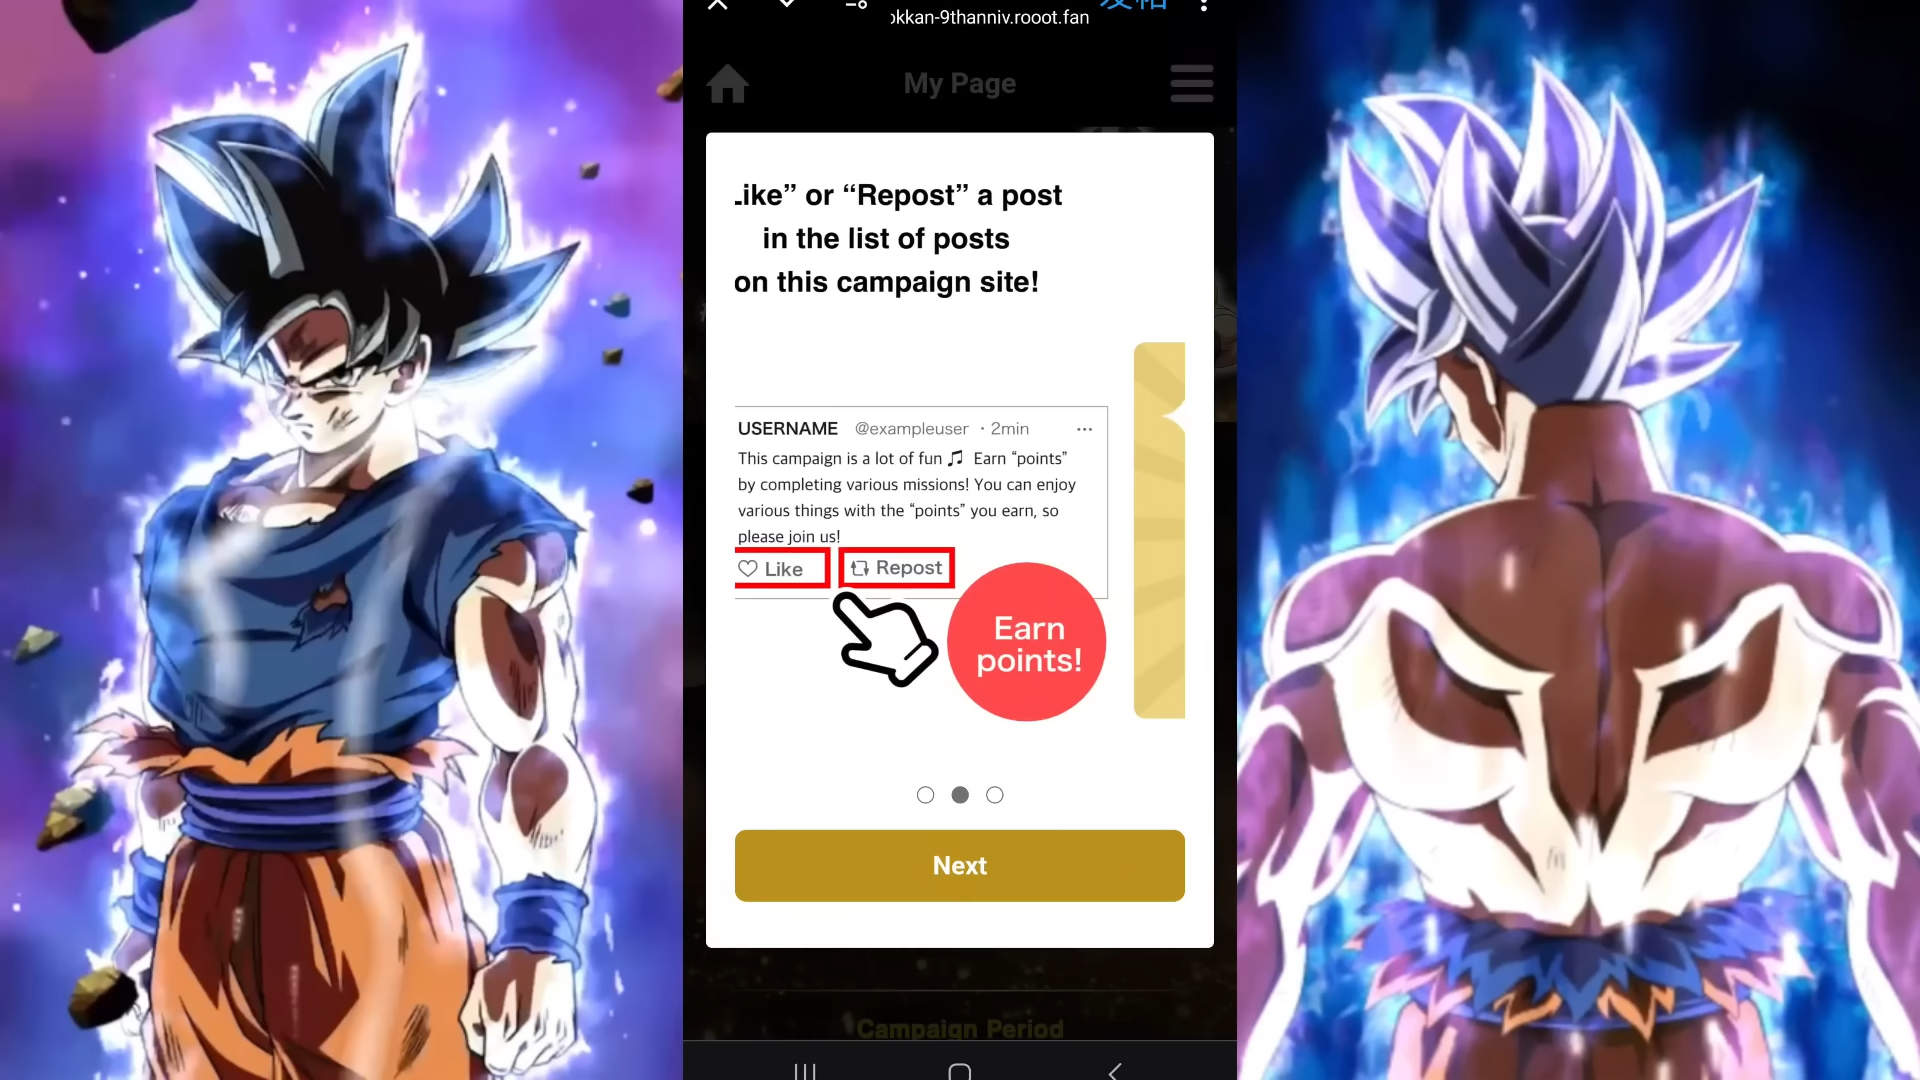 okkan-9thanniv.rooot.fan
My Page
Like” or “Repost” a post
in the list of posts
on this campaign site!
USERNAME @exampleuser · 2min ...
This campaign is a lot of fun 🎵 Earn “points”
by completing various missions! You can enjoy
various things with the “points” you earn, so
please join us!
Like Repost
Earn
points!
Next
Campaign Period